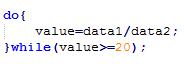 do{
value=data1/data2;
}while(value>=20);